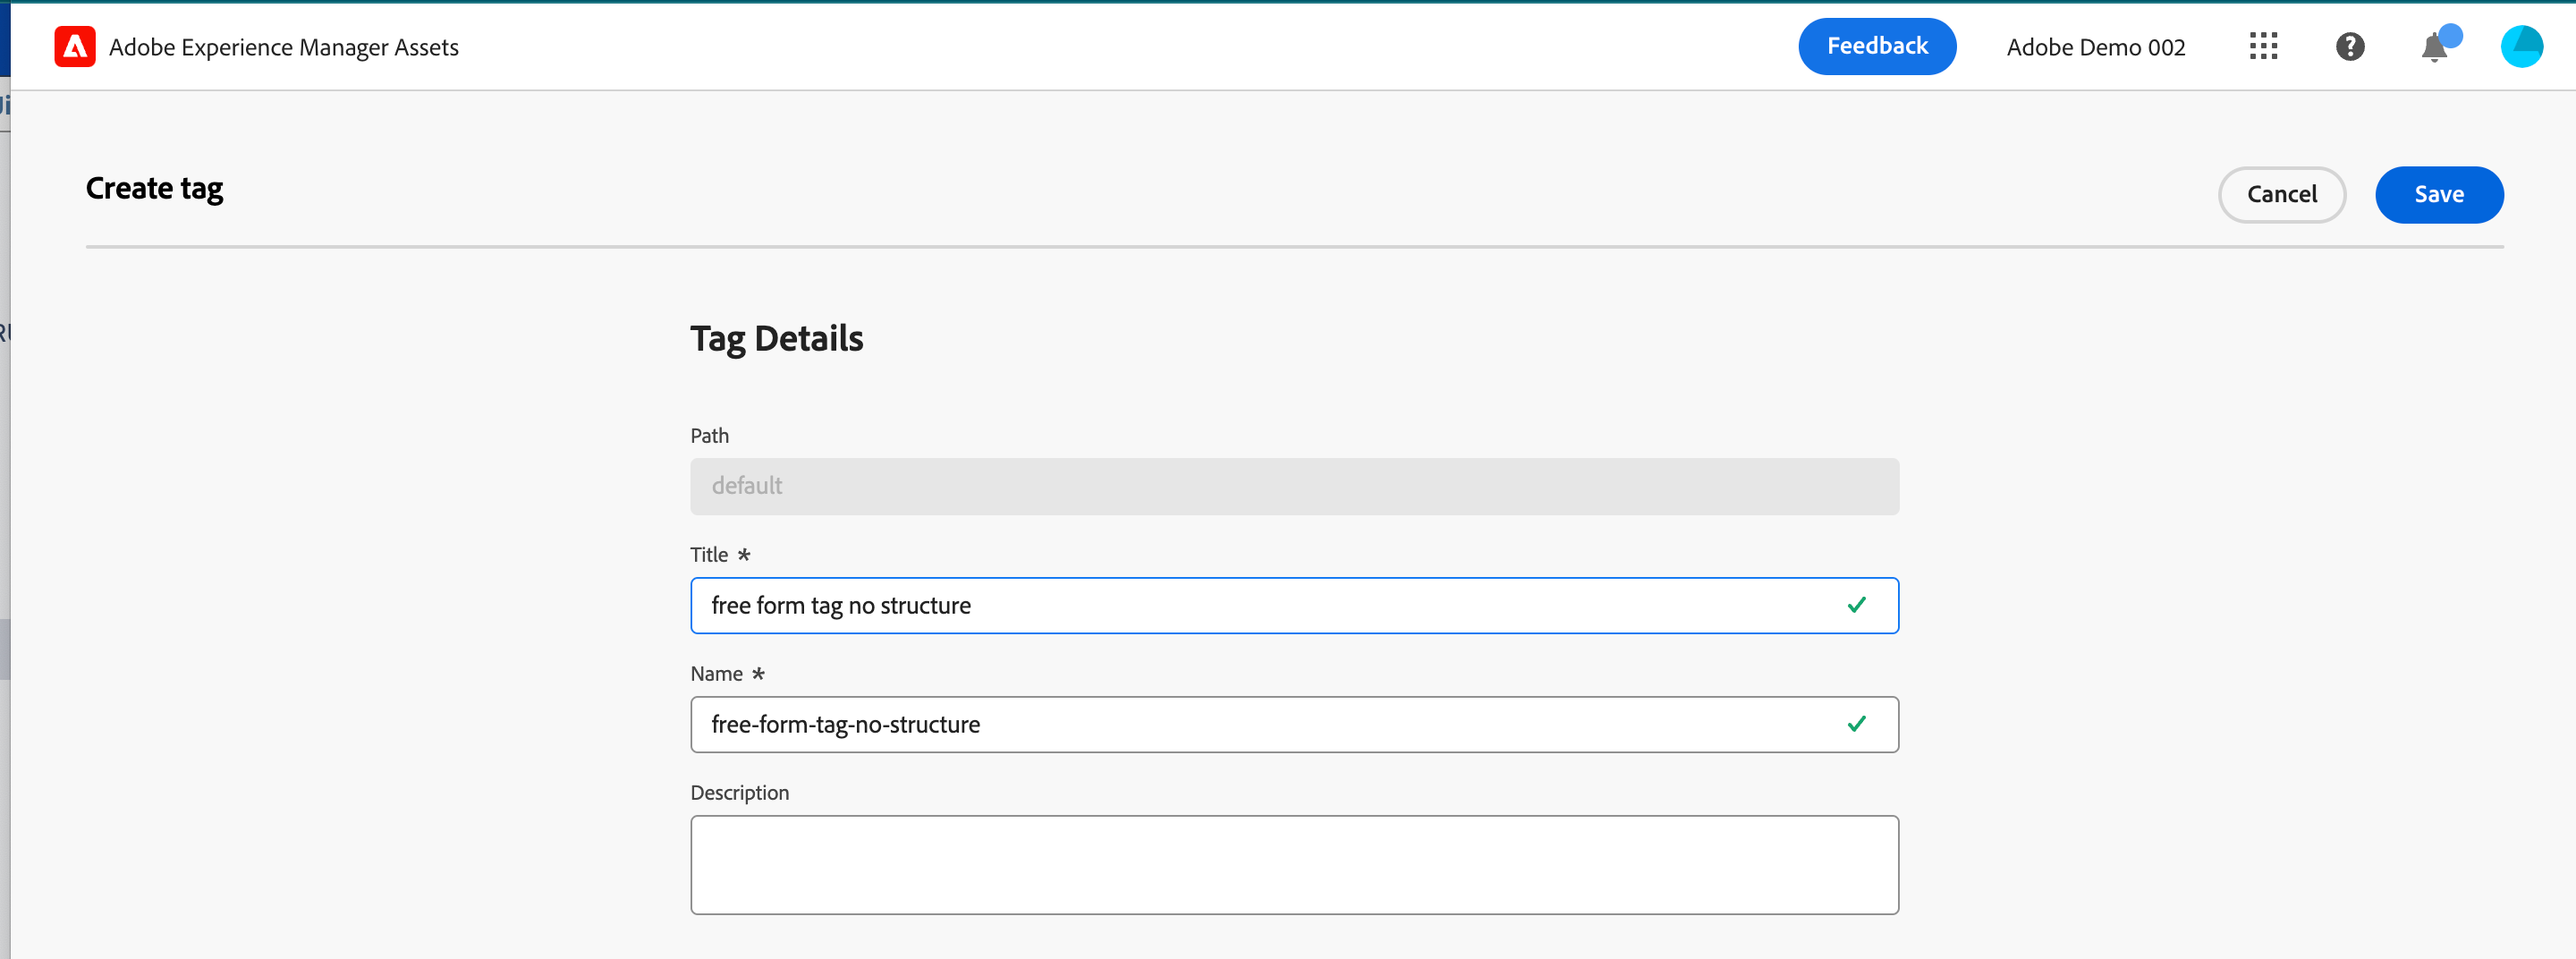 Adobe Experience Manager Assets
Feedback
Adobe Demo 002
Create tag
Cancel
Save
Tag Details
Path
default
Title *
free form tag no structure
Name *
free-form-tag-no-structure
Description